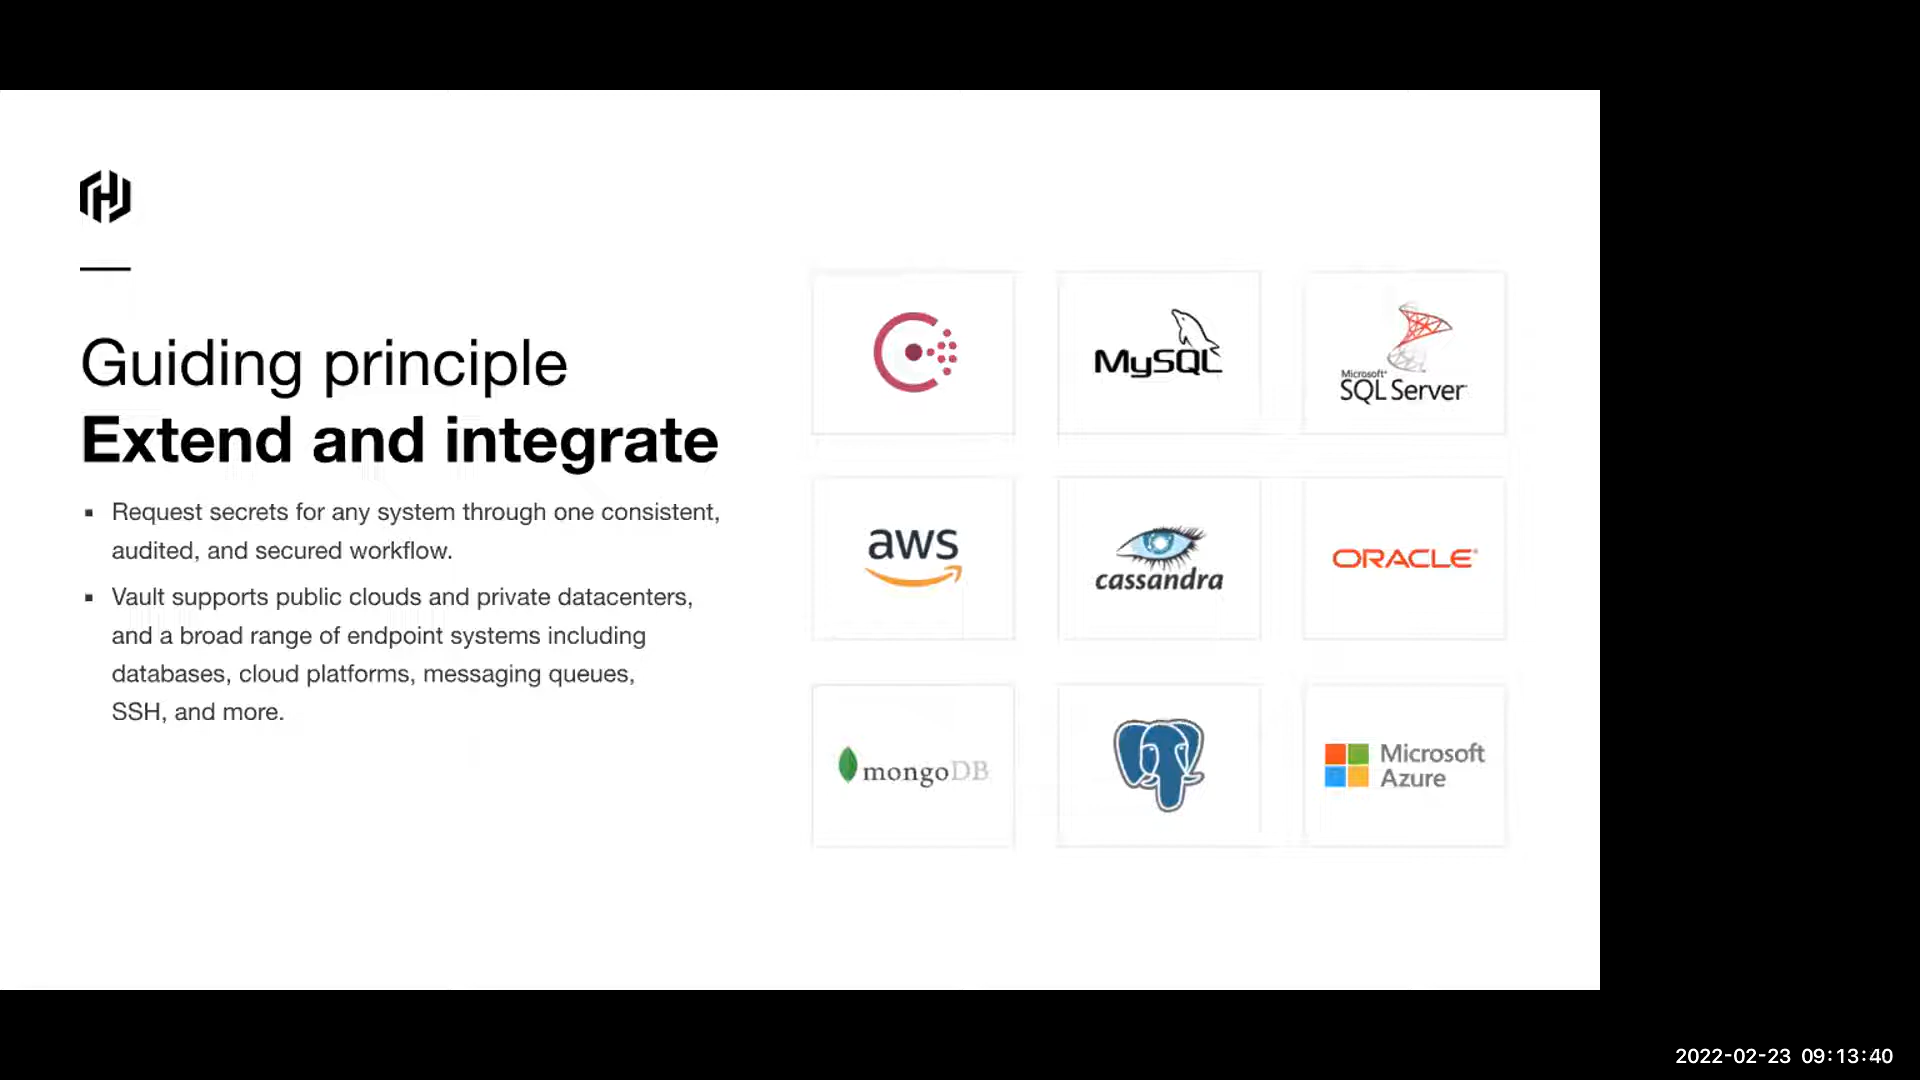 Guiding principle
Extend and integrate
▪ Request secrets for any system through one consistent,
audited, and secured workflow.
▪ Vault supports public clouds and private datacenters,
and a broad range of endpoint systems including
databases, cloud platforms, messaging queues,
SSH, and more.
MySQL
Microsoft®
SQL Server
aws
cassandra
ORACLE®
mongoDB
Microsoft
Azure
2022-02-23 09:13:40